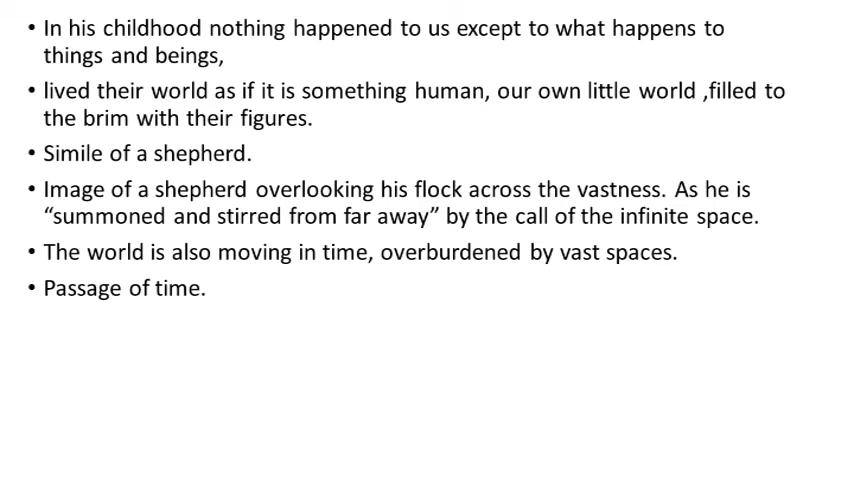 • In his childhood nothing happened to us except to what happens to
things and beings,
• lived their world as if it is something human, our own little world ,filled to
the brim with their figures.
• Simile of a shepherd.
• Image of a shepherd overlooking his flock across the vastness. As he is
“summoned and stirred from far away” by the call of the infinite space.
• The world is also moving in time, overburdened by vast spaces.
• Passage of time.